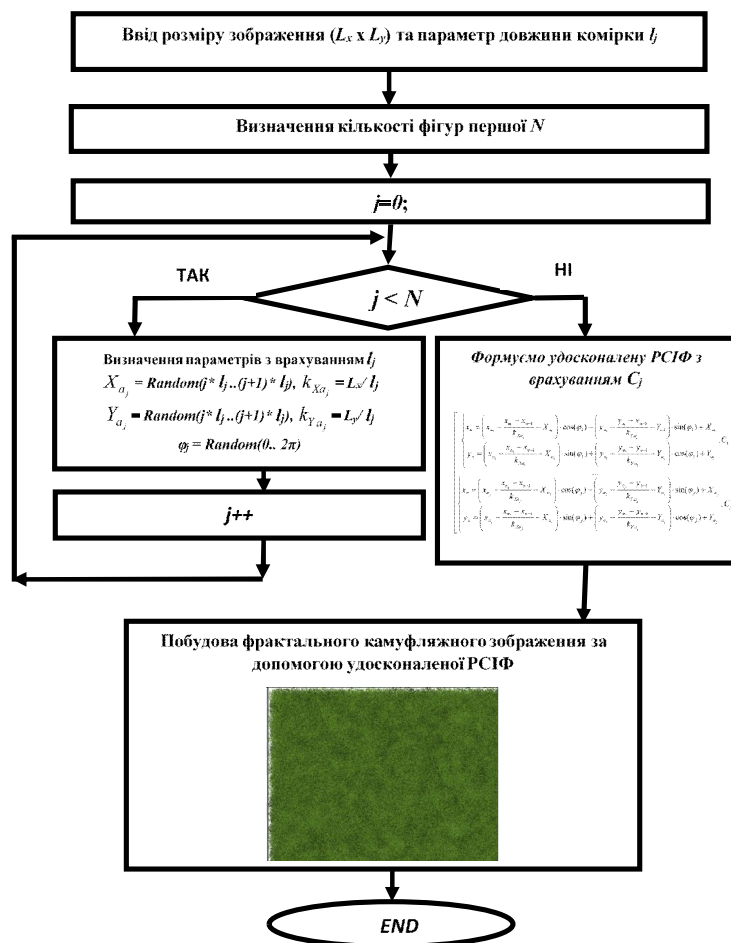 Ввід розміру зображення (Lx x Ly) та параметр довжини комірки lj
Визначення кількості фігур першої N
j=0;
ТАК
НІ
j < N
Визначення параметрів з врахуванням lj
Xaj = Random(j* lj ..(j+1)* lj), kXaj = Lx/ lj
Yaj = Random(j* lj ..(j+1)* lj), kYaj = Ly/ lj
φj = Random(0.. 2π)
j++
Формуємо удосконалену РСІФ з
врахуванням Cj
Побудова фрактального камуфляжного зображення за
допомогою удосконаленої РСІФ
END